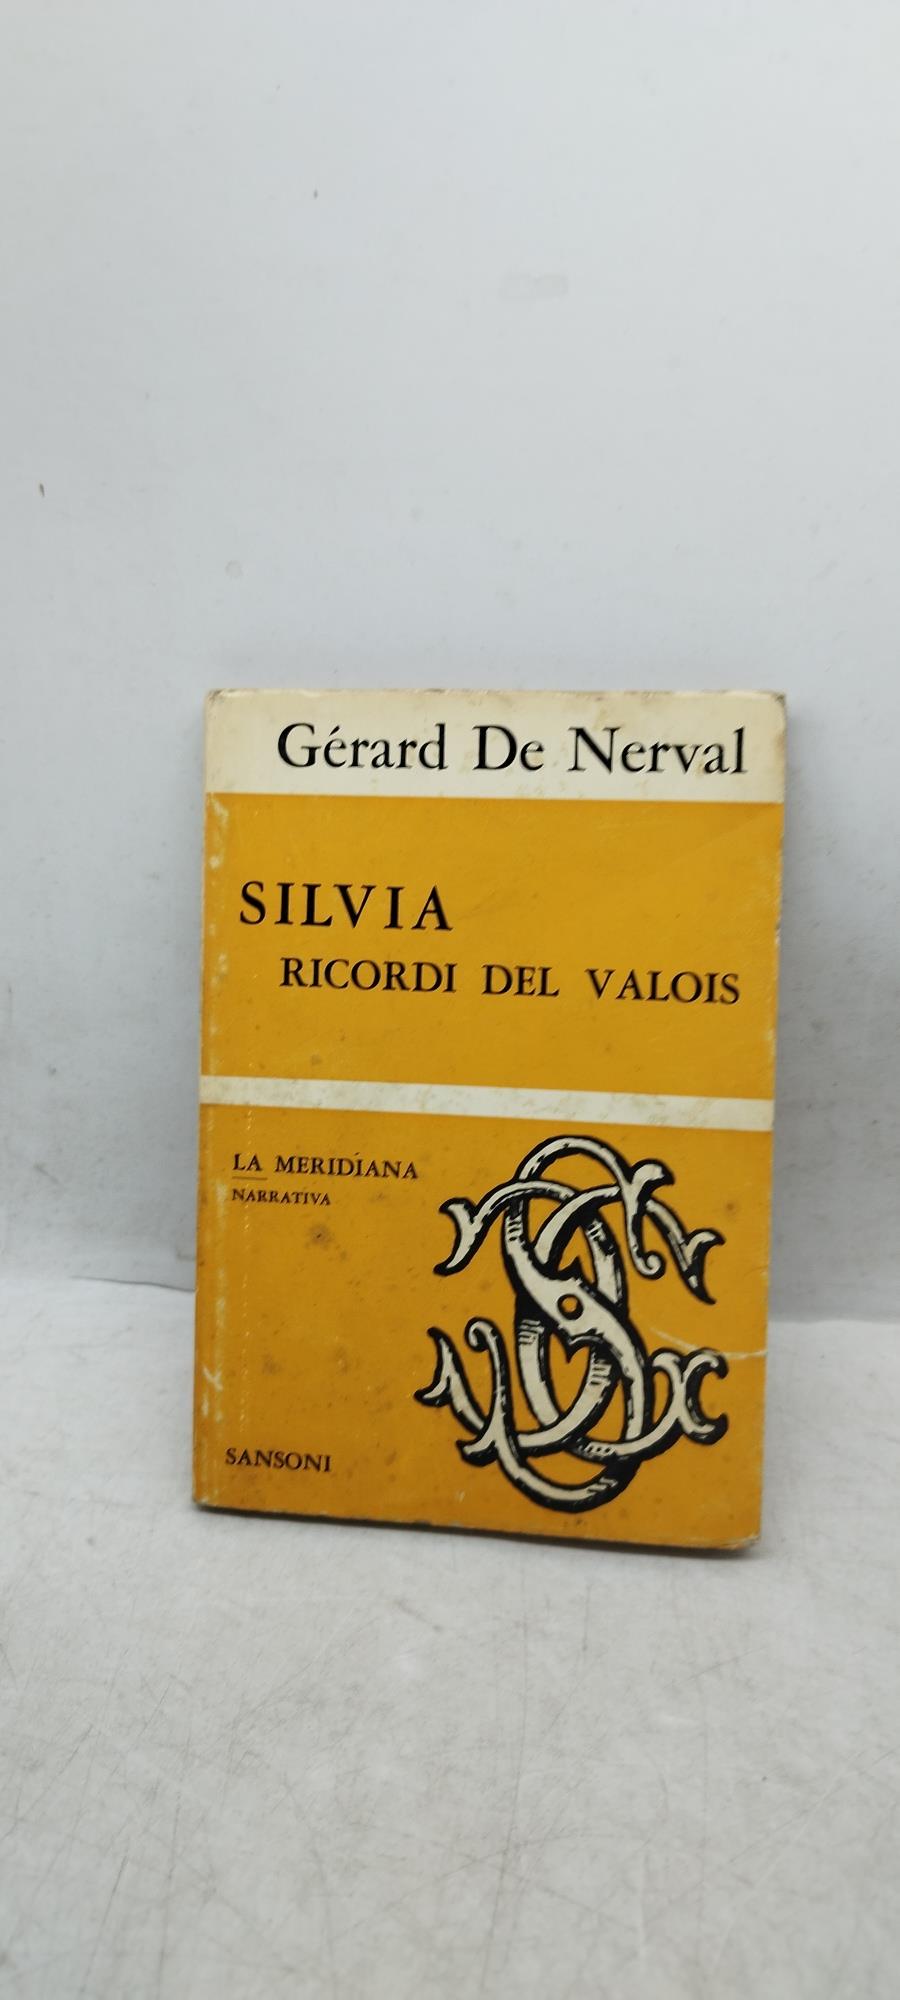 Gérard De Nerval
SILVIA
RICORDI DEL VALOIS
LA MERIDIANA
NARRATIVA
SANSONI